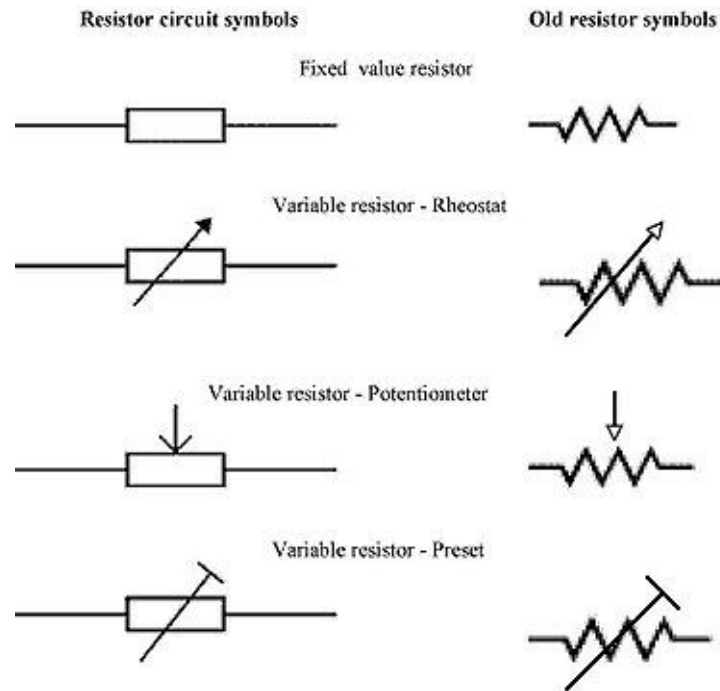 Resistor circuit symbols
Old resistor symbols
Fixed value resistor
Variable resistor - Rheostat
Variable resistor - Potentiometer
Variable resistor - Preset